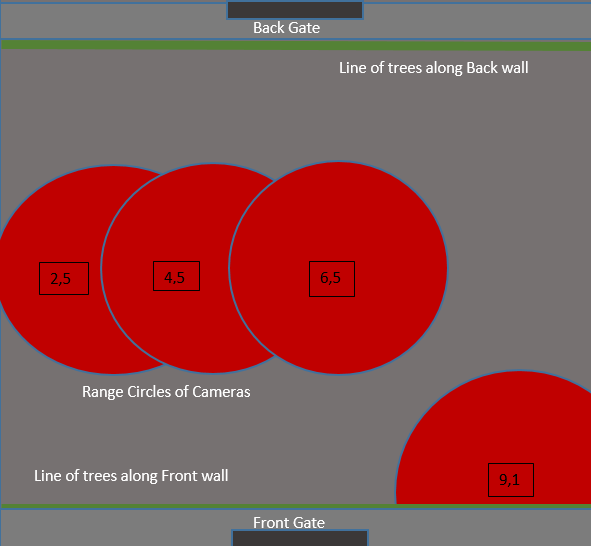 Back Gate
Line of trees along Back wall
2,5
4,5
6,5
Range Circles of Cameras
9,1
Line of trees along Front wall
Front Gate